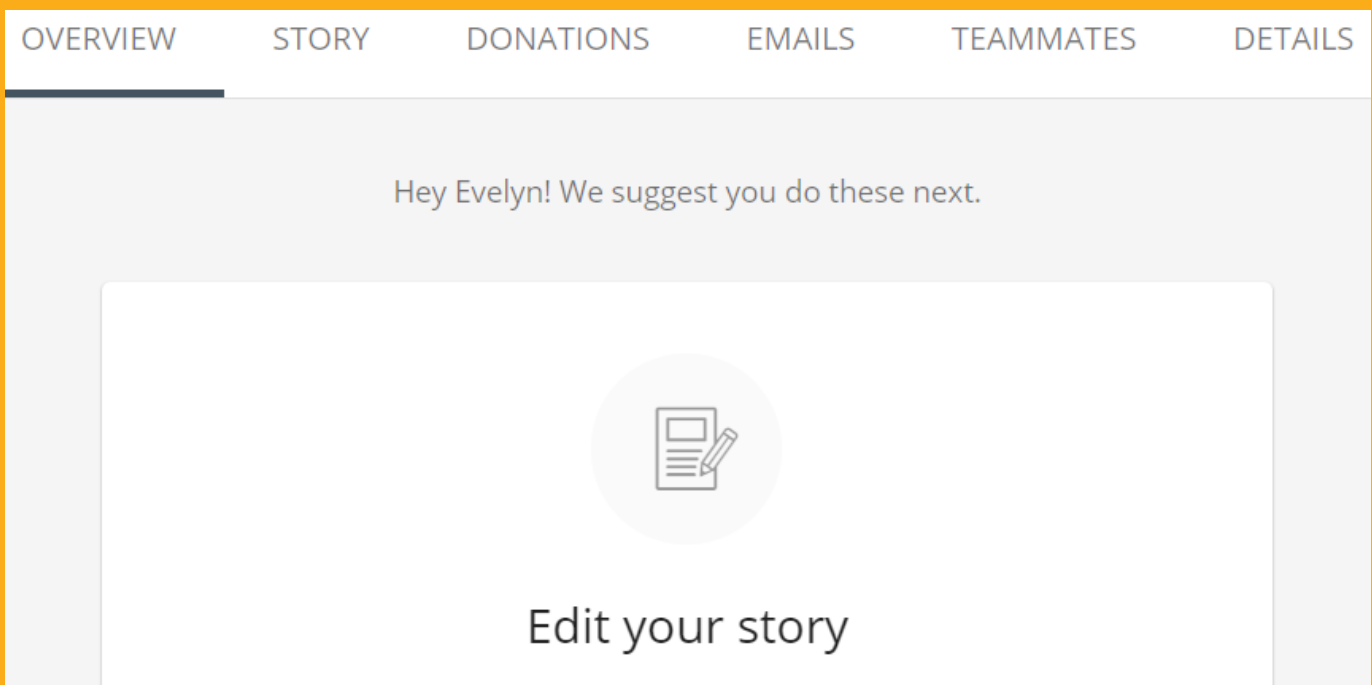 OVERVIEW STORY DONATIONS EMAILS TEAMMATES DETAILS
Hey Evelyn! We suggest you do these next.
Edit your story